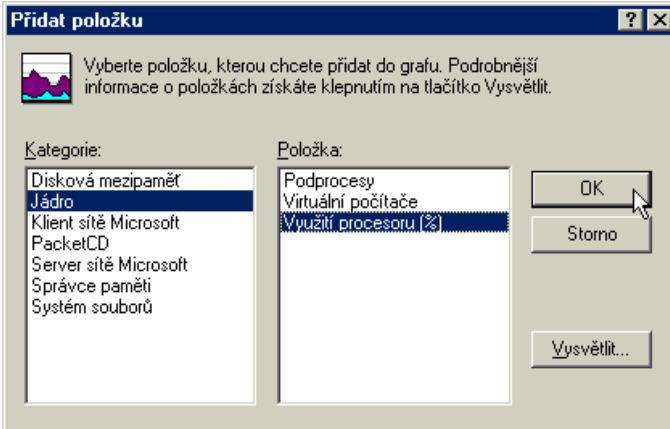 Přidat položku
Vyberte položku, kterou chcete přidat do grafu. Podrobnější
informace o položkách získáte klepnutím na tlačítko Vysvětlit.
Kategorie:
Disková mezipaměť
Jádro
Klient sítě Microsoft
PacketCD
Server sítě Microsoft
Správce paměti
Systém souborů
Položka:
Podprocesy
Virtuální počítače
Využití procesoru (%)
OK
Storno
Vysvětlit...